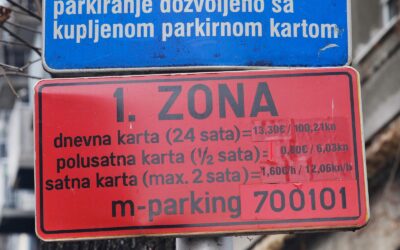 parkiranje dozvoljeno sa
kupljenom parkirnom kartom
1. ZONA
dnevna karta (24 sata)=13,30€ / 100,21kn
polusatna karta (½ sata)=0,80€ / 6,03kn
satna karta (max. 2 sata)=1,60€/h / 12,06kn/h
m-parking 700101